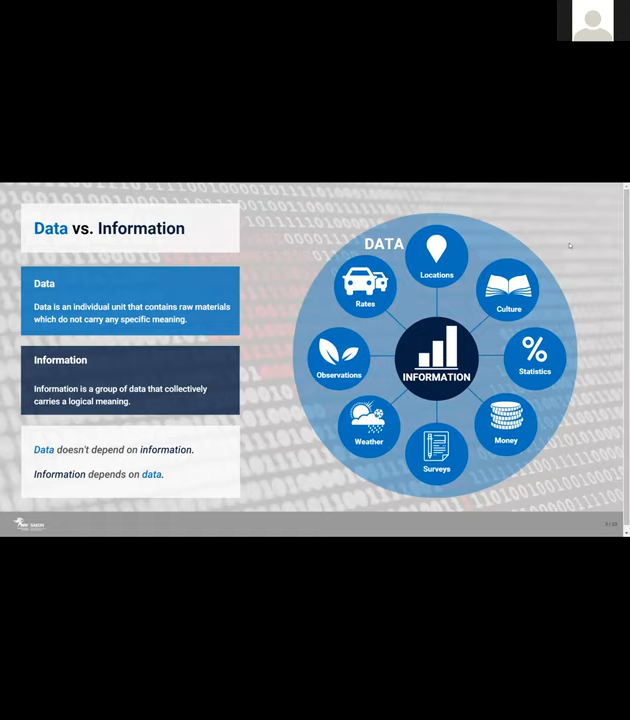 Data vs. Information
Data
Data is an individual unit that contains raw materials
which do not carry any specific meaning.
Information
Information is a group of data that collectively
carries a logical meaning.
Data doesn't depend on information.
Information depends on data.
DATA
Locations
Rates
Culture
Observations
INFORMATION
Statistics
Weather
Money
Surveys